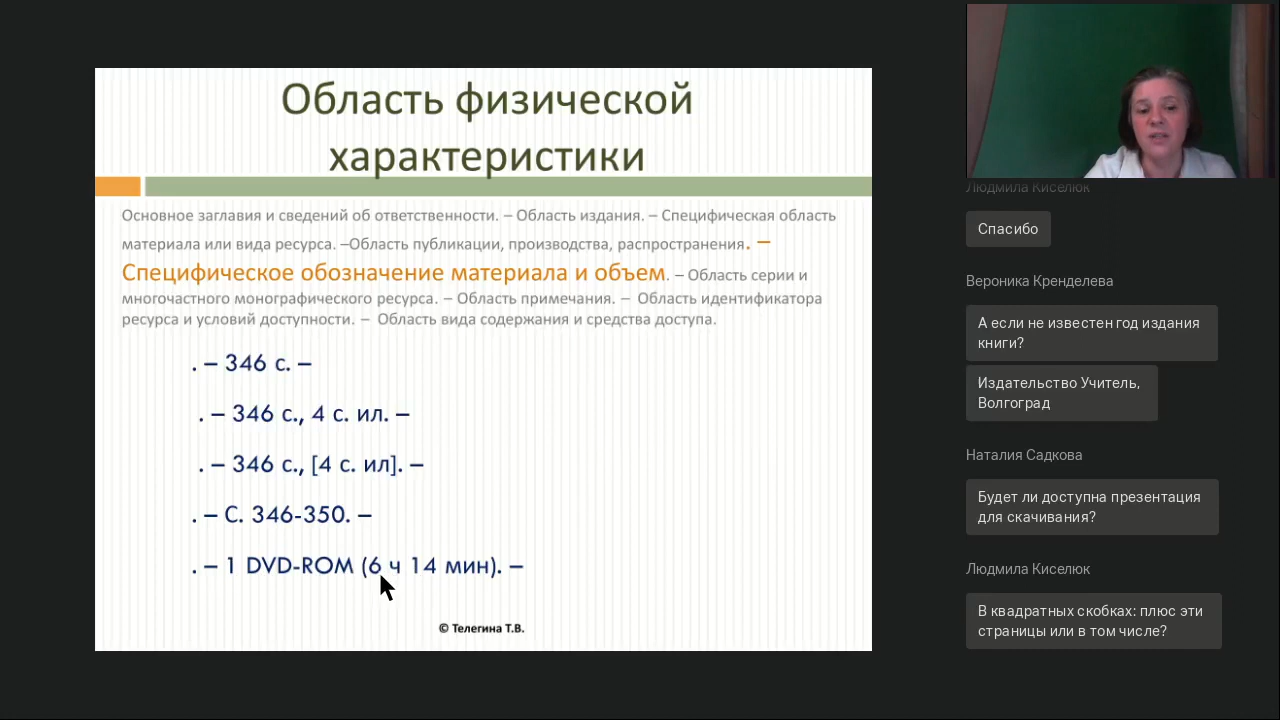 Область физической
характеристики
Основное заглавия и сведений об ответственности. – Область издания. – Специфическая область
материала или вида ресурса. –Область публикации, производства, распространения. –
Специфическое обозначение материала и объем. – Область серии и
многочастного монографического ресурса. – Область примечания. – Область идентификатора
ресурса и условий доступности. – Область вида содержания и средства доступа.
. – 346 с. –
. – 346 с., 4 с. ил. –
. – 346 с., [4 с. ил]. –
. – С. 346-350. –
. – 1 DVD-ROM (6 ч 14 мин). –
© Телегина Т.В.
Людмила Киселюк
Спасибо
Вероника Кренделева
А если не известен год издания
книги?
Издательство Учитель,
Волгоград
Наталия Садкова
Будет ли доступна презентация
для скачивания?
Людмила Киселюк
В квадратных скобках: плюс эти
страницы или в том числе?